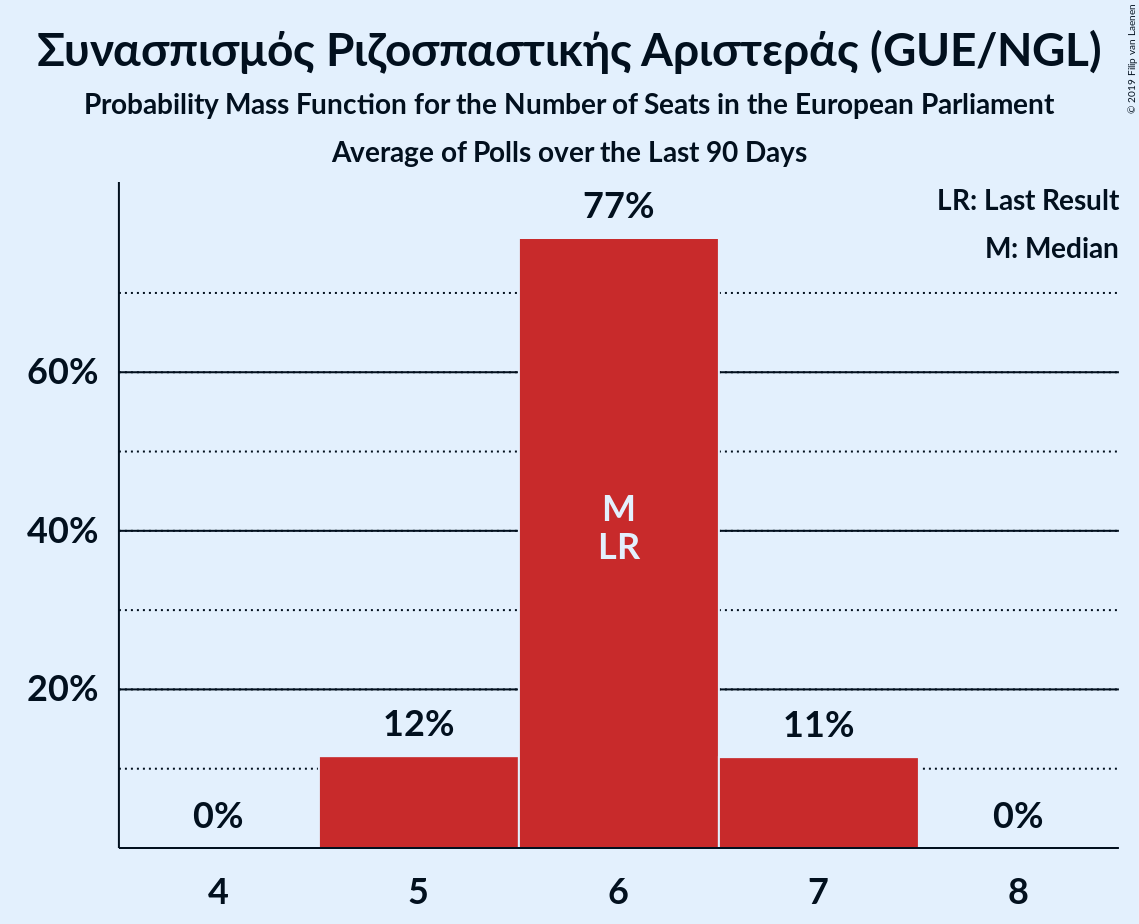 Συνασπισμός Ριζοσπαστικής Αριστεράς (GUE/NGL)
Probability Mass Function for the Number of Seats in the European Parliament
Average of Polls over the Last 90 Days
© 2019 Filip van Laenen
LR: Last Result
M: Median
77%
60%
M
40%
LR
20%
12%
11%
0%
0%
4 5 6 7 8